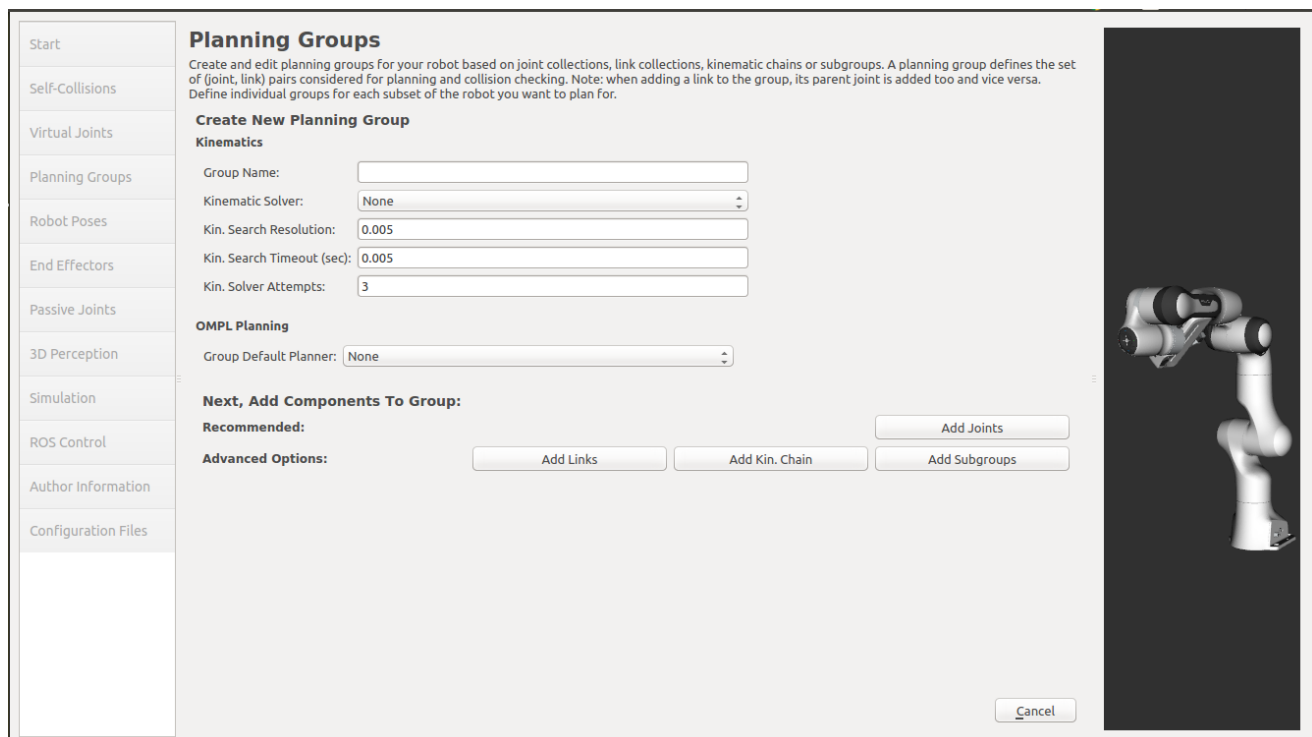 Start
Self-Collisions
Virtual Joints
Planning Groups
Robot Poses
End Effectors
Passive Joints
3D Perception
Simulation
ROS Control
Author Information
Configuration Files
Planning Groups
Create and edit planning groups for your robot based on joint collections, link collections, kinematic chains or subgroups. A planning group defines the set
of (joint, link) pairs considered for planning and collision checking. Note: when adding a link to the group, its parent joint is added too and vice versa.
Define individual groups for each subset of the robot you want to plan for.
Create New Planning Group
Kinematics
Group Name:
Kinematic Solver: None
Kin. Search Resolution: 0.005
Kin. Search Timeout (sec): 0.005
Kin. Solver Attempts: 3
OMPL Planning
Group Default Planner: None
Next, Add Components To Group:
Recommended: Add Joints
Advanced Options: Add Links Add Kin. Chain Add Subgroups
Cancel